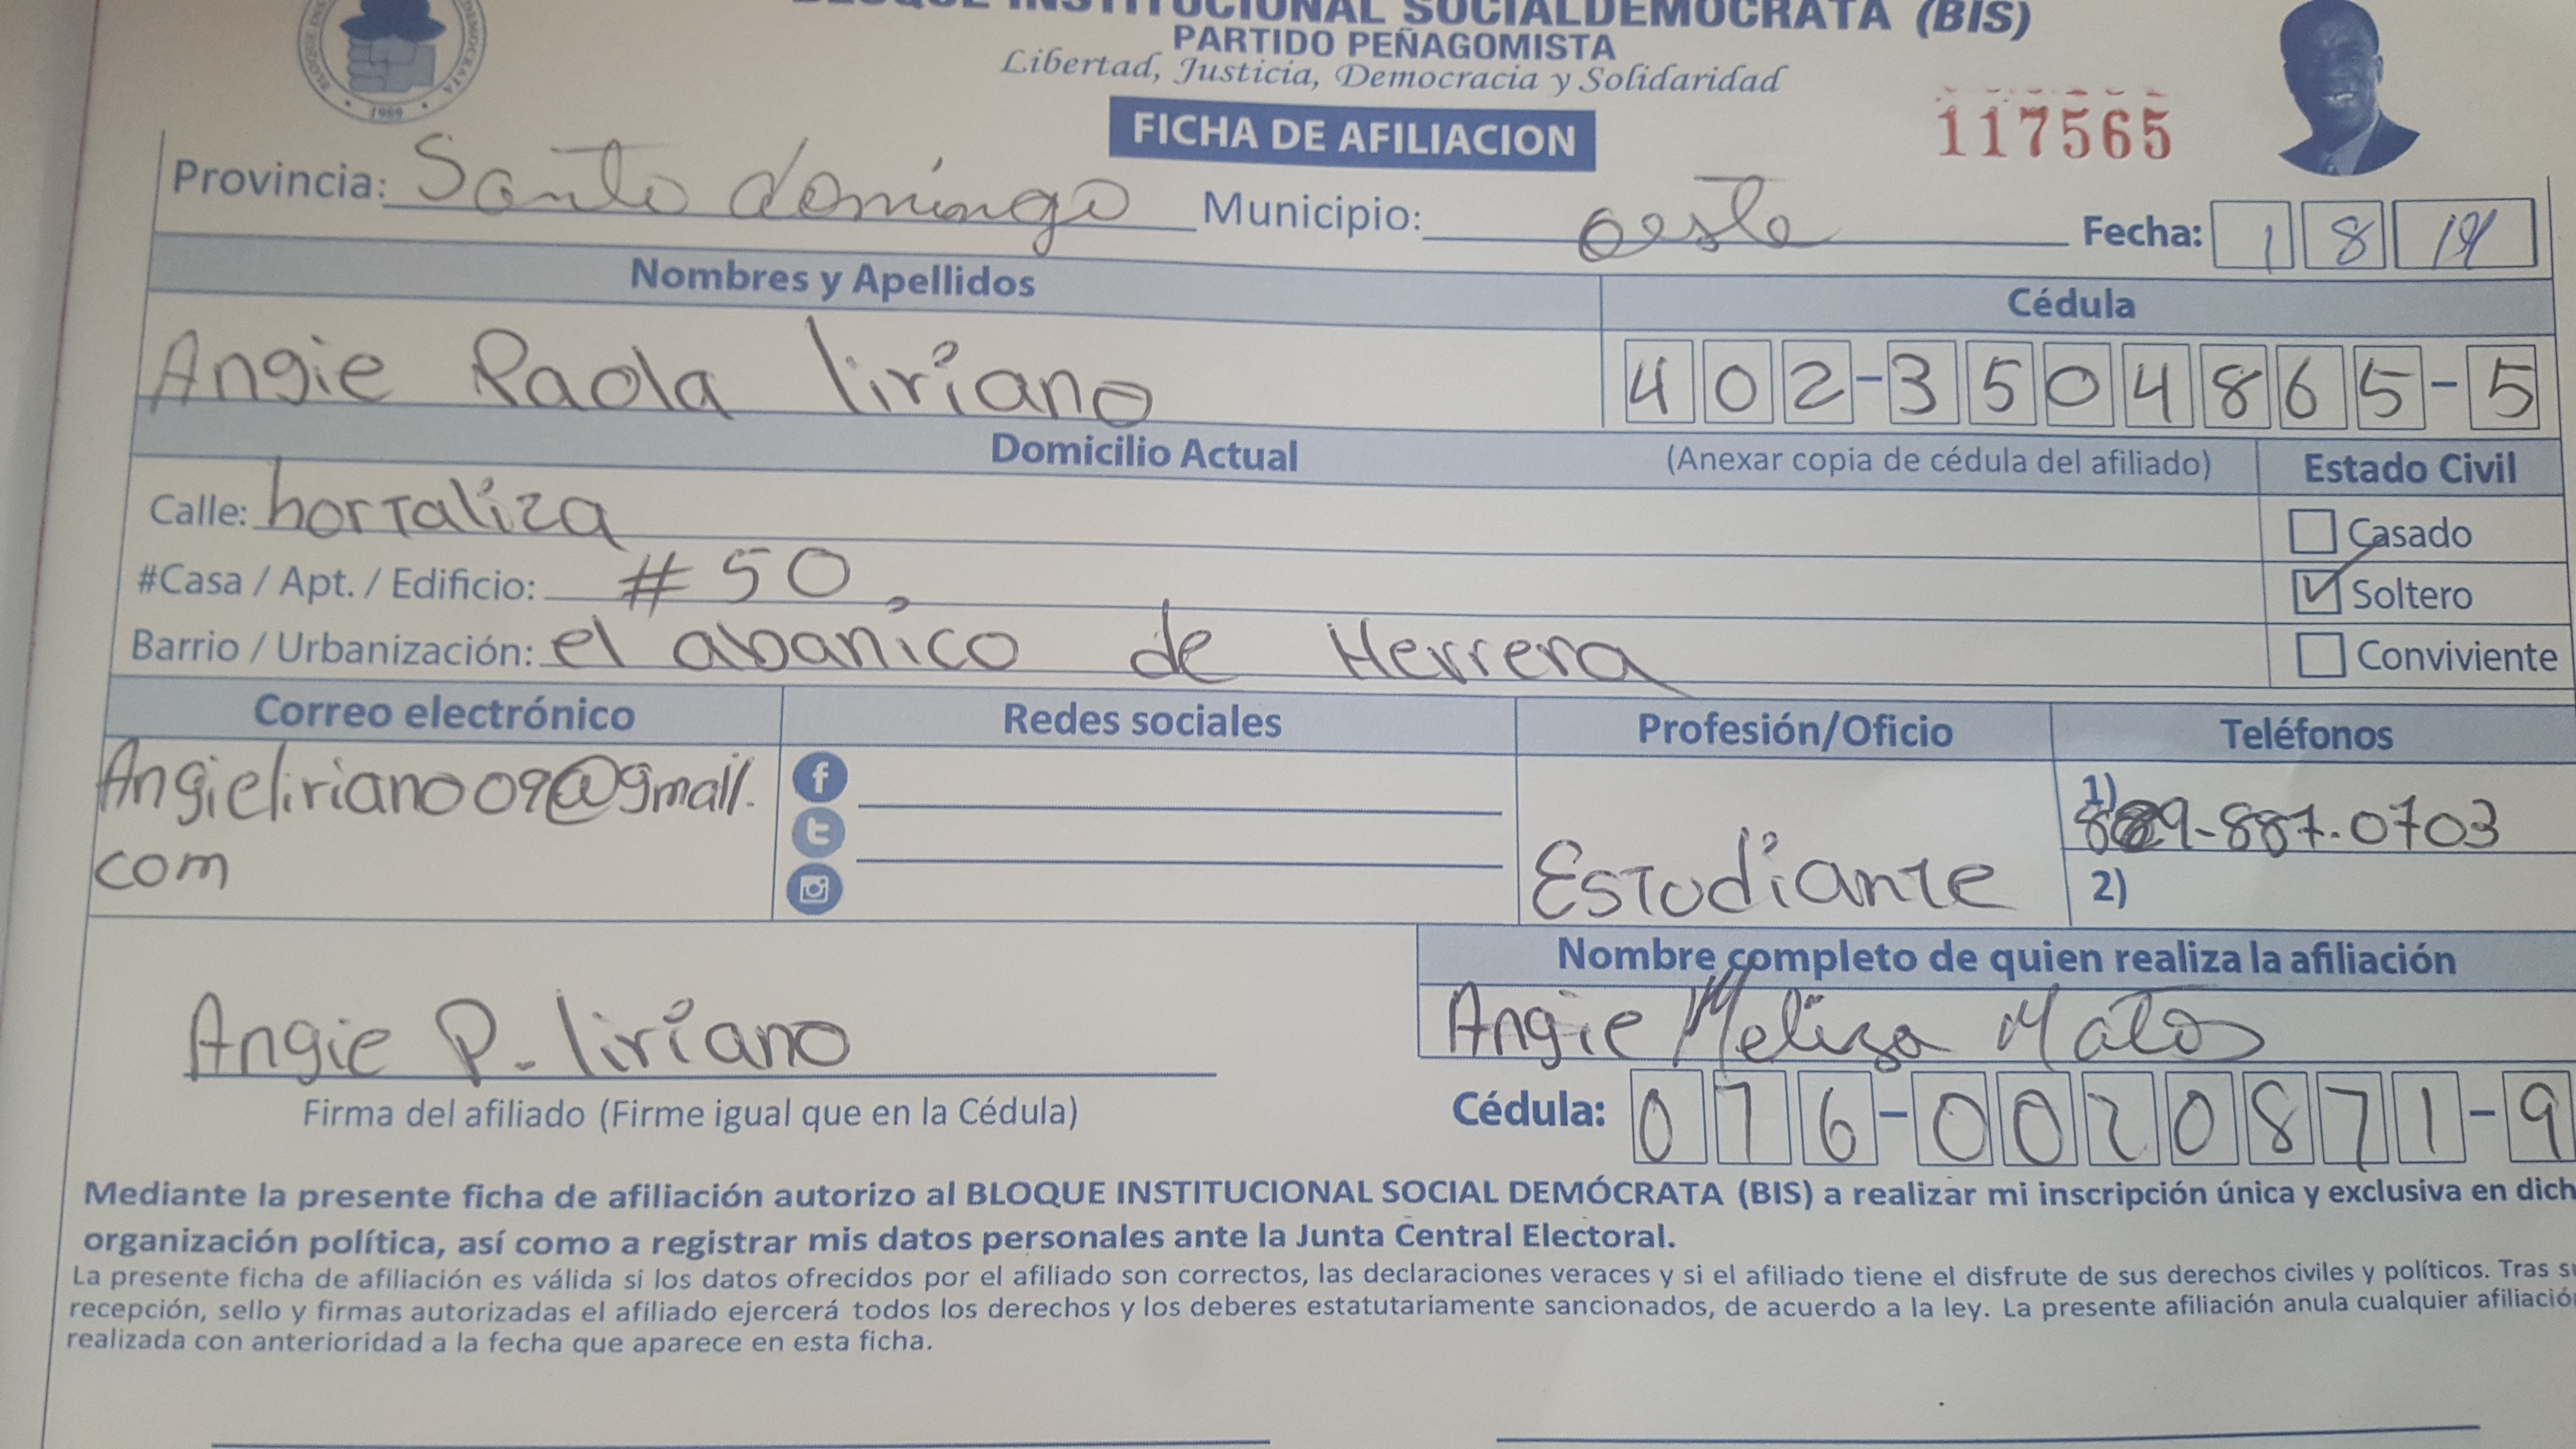 BLOQUE INSTITUCIONAL SOCIALDEMOCRATA (BIS)
PARTIDO PEÑAGOMISTA
Libertad, Justicia, Democracia y Solidaridad
1989
FICHA DE AFILIACION
117565
Provincia: Santo domingo Municipio: oeste Fecha: 1 8 19
Nombres y Apellidos Cédula
Angie Paola liriano 402-3504865-5
Domicilio Actual (Anexar copia de cédula del afiliado) Estado Civil
Calle: hortaliza
Casado
#Casa / Apt. / Edificio: #50,
Soltero
Barrio / Urbanización: el abanico de Herrera
Conviviente
Correo electrónico Redes sociales Profesión/Oficio Teléfonos
Angieliriano09@gmail.
com
Estudiante
1) 829-887-0703
2)
Nombre completo de quien realiza la afiliación
Angie Meliza Matos
Angie P. liriano
Firma del afiliado (Firme igual que en la Cédula)
Cédula: 076-0020871-9
Mediante la presente ficha de afiliación autorizo al BLOQUE INSTITUCIONAL SOCIAL DEMÓCRATA (BIS) a realizar mi inscripción única y exclusiva en dich
organización política, así como a registrar mis datos personales ante la Junta Central Electoral.
La presente ficha de afiliación es válida si los datos ofrecidos por el afiliado son correctos, las declaraciones veraces y si el afiliado tiene el disfrute de sus derechos civiles y políticos. Tras su
recepción, sello y firmas autorizadas el afiliado ejercerá todos los derechos y los deberes estatutariamente sancionados, de acuerdo a la ley. La presente afiliación anula cualquier afiliación
realizada con anterioridad a la fecha que aparece en esta ficha.